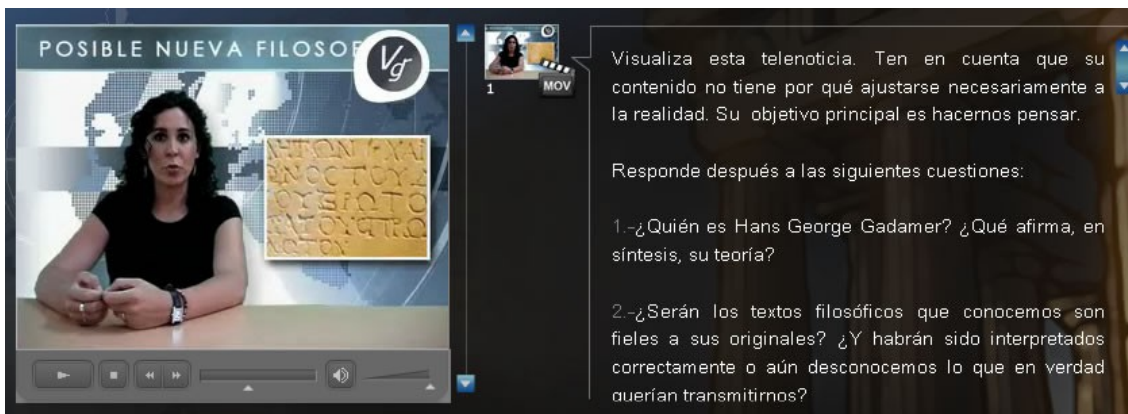 POSIBLE NUEVA FILOSOF
Vg
ΝΟΣΤΟΥ
1
MOV
Visualiza esta telenoticia. Ten en cuenta que su
contenido no tiene por qué ajustarse necesariamente a
la realidad. Su objetivo principal es hacernos pensar.
Responde después a las siguientes cuestiones:
1.-¿Quién es Hans George Gadamer? ¿Qué afirma, en
síntesis, su teoría?
2.-¿Serán los textos filosóficos que conocemos son
fieles a sus originales? ¿Y habrán sido interpretados
correctamente o aún desconocemos lo que en verdad
querían transmitirnos?